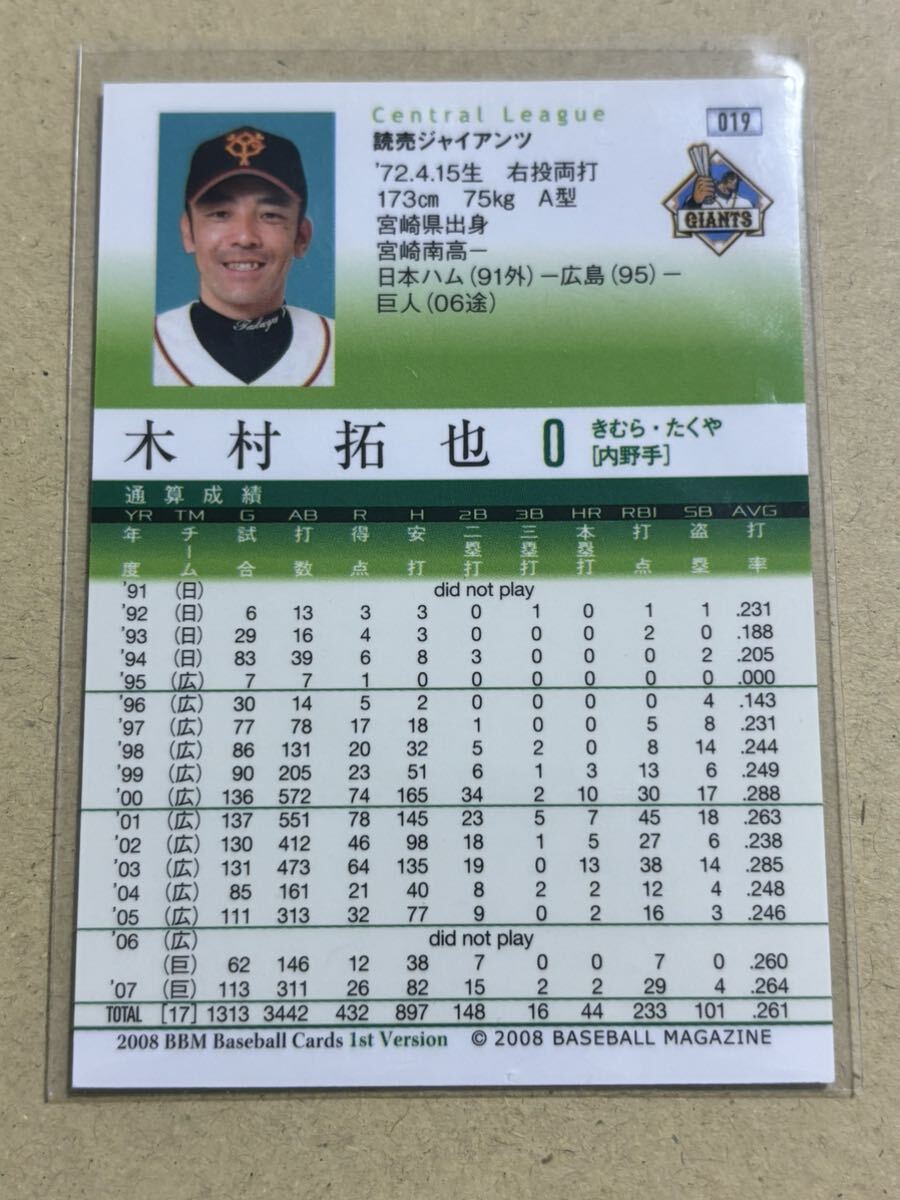 Central League
019
読売ジャイアンツ
'72.4.15生 右投両打
173cm 75kg A型
宮崎県出身
宮崎南高－
日本ハム(91外)－広島(95)－
巨人(06途)
GIANTS
Takuya
木村拓也 0 きむら・たくや
[内野手]
通算成績
YR TM G AB R H 2B 3B HR RBI SB AVG
年度 チーム 試合 打数 得点 安打 二塁打 三塁打 本塁打 打点 盗塁 打率
'91 (日) did not play
'92 (日) 6 13 3 3 0 1 0 1 1 .231
'93 (日) 29 16 4 3 0 0 0 2 0 .188
'94 (日) 83 39 6 8 3 0 0 0 2 .205
'95 (広) 7 7 1 0 0 0 0 0 0 .000
'96 (広) 30 14 5 2 0 0 0 0 4 .143
'97 (広) 77 78 17 18 1 0 0 5 8 .231
'98 (広) 86 131 20 32 5 2 0 8 14 .244
'99 (広) 90 205 23 51 6 1 3 13 6 .249
'00 (広) 136 572 74 165 34 2 10 30 17 .288
'01 (広) 137 551 78 145 23 5 7 45 18 .263
'02 (広) 130 412 46 98 18 1 5 27 6 .238
'03 (広) 131 473 64 135 19 0 13 38 14 .285
'04 (広) 85 161 21 40 8 2 2 12 4 .248
'05 (広) 111 313 32 77 9 0 2 16 3 .246
'06 (広) did not play
(巨) 62 146 12 38 7 0 0 7 0 .260
'07 (巨) 113 311 26 82 15 2 2 29 4 .264
TOTAL [17] 1313 3442 432 897 148 16 44 233 101 .261
2008 BBM Baseball Cards 1st Version © 2008 BASEBALL MAGAZINE